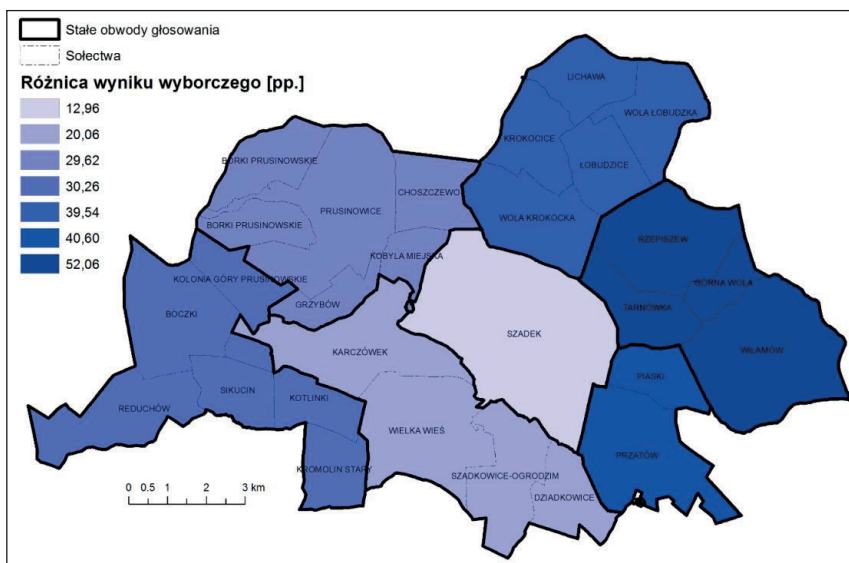 Stałe obwody głosowania
Sołectwa
Różnica wyniku wyborczego [pp.]
12,96
20,06
29,62
30,26
39,54
40,60
52,06
LICHAWA
WOLA ŁOBUDZKA
KROKOCICE
ŁOBUDZICE
BORKI PRUSINOWSKIE
CHOSZCZEWO
PRUSINOWICE
WOLA KROKOCKA
BORKI PRUSINOWSKIE
RZEPISZEW
KOBYLA MIEJSKA
KOLONIA GÓRY PRUSINOWSKIE
GÓRNA WOLA
GRZYBÓW
TARNÓWKA
BOCZKI
SZADEK
KARCZÓWEK
WILAMÓW
PIASKI
SIKUCIN
KOTLINKI
REDUCHÓW
WIELKA WIEŚ
PRZATÓW
KROMOLIN STARY
SZADKOWICE-OGRODZIM
DZIADKOWICE
0 0.5 1 2 3 km